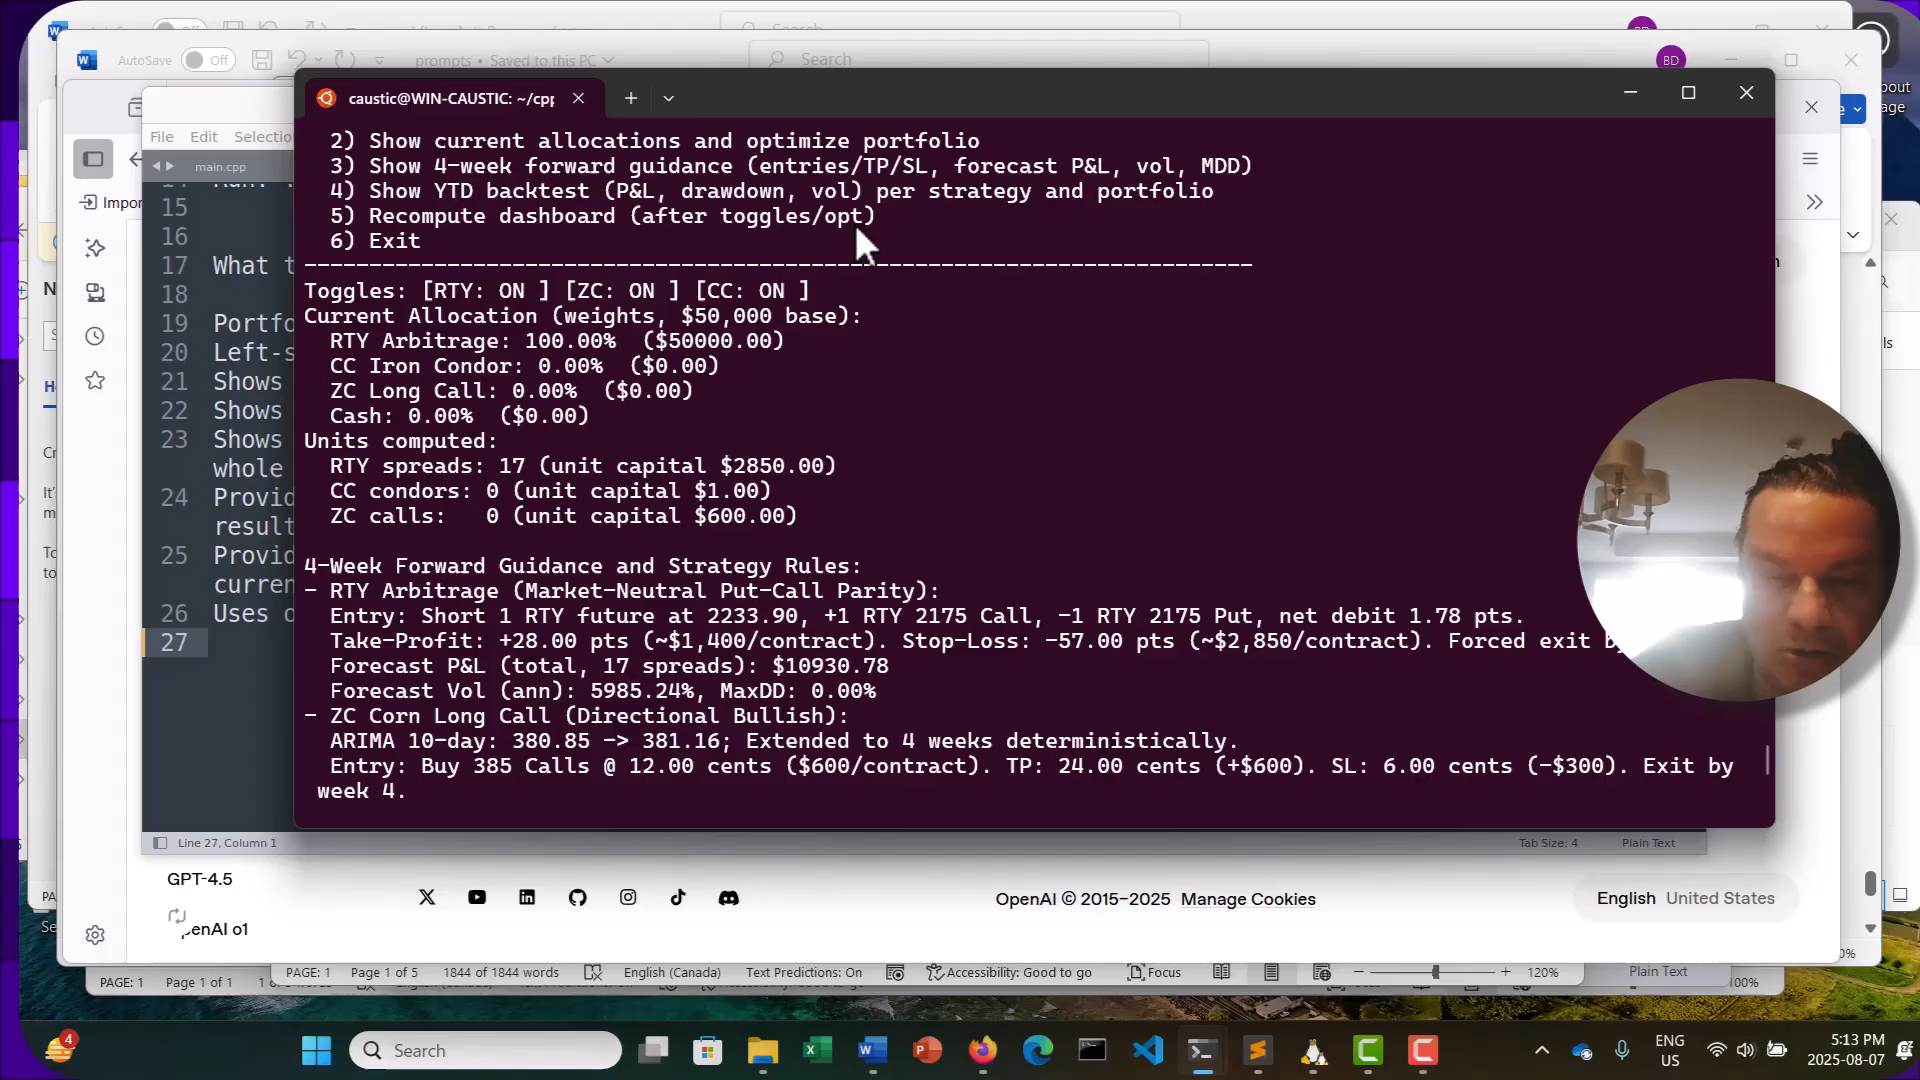 Search
AutoSave Off prompts • Saved to this PC Search BD
caustic@WIN-CAUSTIC: ~/cpp
File Edit Selectio
main.cpp
Impor
2) Show current allocations and optimize portfolio
3) Show 4-week forward guidance (entries/TP/SL, forecast P&L, vol, MDD)
4) Show YTD backtest (P&L, drawdown, vol) per strategy and portfolio
5) Recompute dashboard (after toggles/opt)
6) Exit
--------------------------------------------------------------------------
Toggles: [RTY: ON ] [ZC: ON ] [CC: ON ]
Current Allocation (weights, $50,000 base):
RTY Arbitrage: 100.00% ($50000.00)
CC Iron Condor: 0.00% ($0.00)
ZC Long Call: 0.00% ($0.00)
Cash: 0.00% ($0.00)
Units computed:
RTY spreads: 17 (unit capital $2850.00)
CC condors: 0 (unit capital $1.00)
ZC calls: 0 (unit capital $600.00)
4-Week Forward Guidance and Strategy Rules:
- RTY Arbitrage (Market-Neutral Put-Call Parity):
Entry: Short 1 RTY future at 2233.90, +1 RTY 2175 Call, -1 RTY 2175 Put, net debit 1.78 pts.
Take-Profit: +28.00 pts (~$1,400/contract). Stop-Loss: -57.00 pts (~$2,850/contract). Forced exit by
Forecast P&L (total, 17 spreads): $10930.78
Forecast Vol (ann): 5985.24%, MaxDD: 0.00%
- ZC Corn Long Call (Directional Bullish):
ARIMA 10-day: 380.85 -> 381.16; Extended to 4 weeks deterministically.
Entry: Buy 385 Calls @ 12.00 cents ($600/contract). TP: 24.00 cents (+$600). SL: 6.00 cents (-$300). Exit by
week 4.
15
16
17 What t
18
19 Portfo
20 Left-s
21 Shows
22 Shows
23 Shows
whole
24 Provid
result
25 Provid
curren
26 Uses o
27
Line 27, Column 1 Tab Size: 4 Plain Text
GPT-4.5
OpenAI © 2015–2025 Manage Cookies English United States
enAI o1
PAGE: 1 Page 1 of 5 1844 of 1844 words English (Canada) Text Predictions: On Accessibility: Good to go Focus 120% Plain Text
PAGE: 1 Page 1 of 1 100%
4 Search ENG US 5:13 PM 2025-08-07